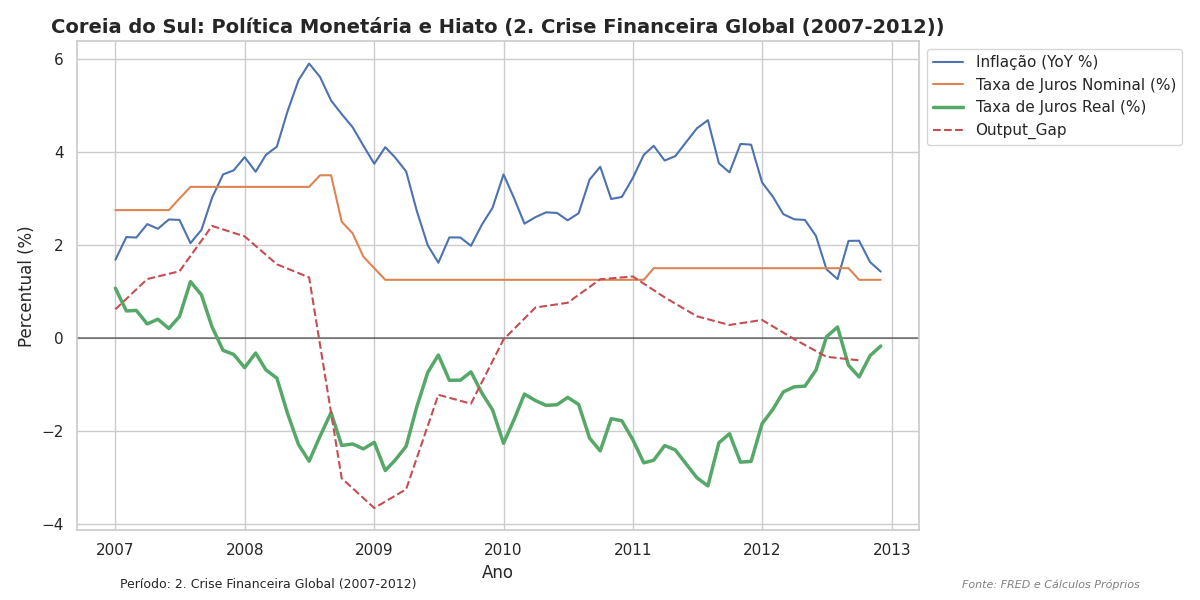 Coreia do Sul: Política Monetária e Hiato (2. Crise Financeira Global (2007-2012))
Inflação (YoY %)
Taxa de Juros Nominal (%)
Taxa de Juros Real (%)
Output_Gap
Percentual (%)
6
4
2
0
−2
−4
2007
2008
2009
2010
2011
2012
2013
Ano
Período: 2. Crise Financeira Global (2007-2012)
Fonte: FRED e Cálculos Próprios